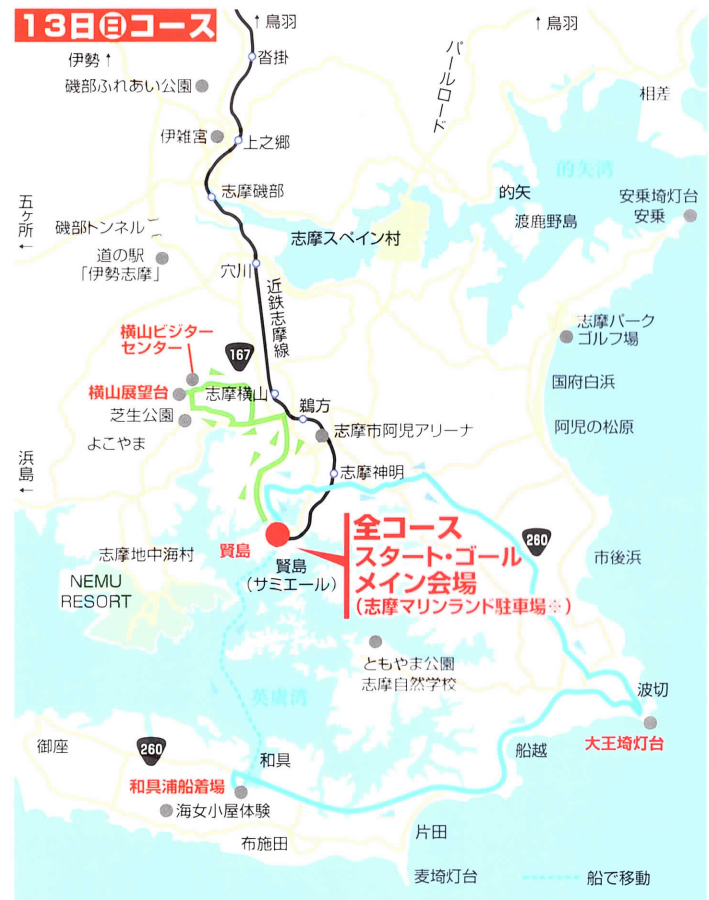 13日㊐コース
↑鳥羽
↑鳥羽
伊勢↑
沓掛
パールロード
磯部ふれあい公園
相差
伊雑宮
上之郷
的矢湾
志摩磯部
的矢
安乗埼灯台
安乗
五ヶ所
←
磯部トンネル
渡鹿野島
志摩スペイン村
道の駅
「伊勢志摩」
穴川
近鉄志摩線
志摩パーク
ゴルフ場
横山ビジター
センター
167
国府白浜
横山展望台
志摩横山
鵜方
芝生公園
志摩市阿児アリーナ
阿児の松原
よこやま
浜島
←
志摩神明
全コース
スタート・ゴール
メイン会場
(志摩マリンランド駐車場※)
260
賢島
志摩地中海村
賢島
(サミエール)
市後浜
NEMU
RESORT
ともやま公園
志摩自然学校
英虞湾
波切
大王埼灯台
船越
御座
260
和具
和具浦船着場
海女小屋体験
布施田
片田
麦埼灯台
船で移動